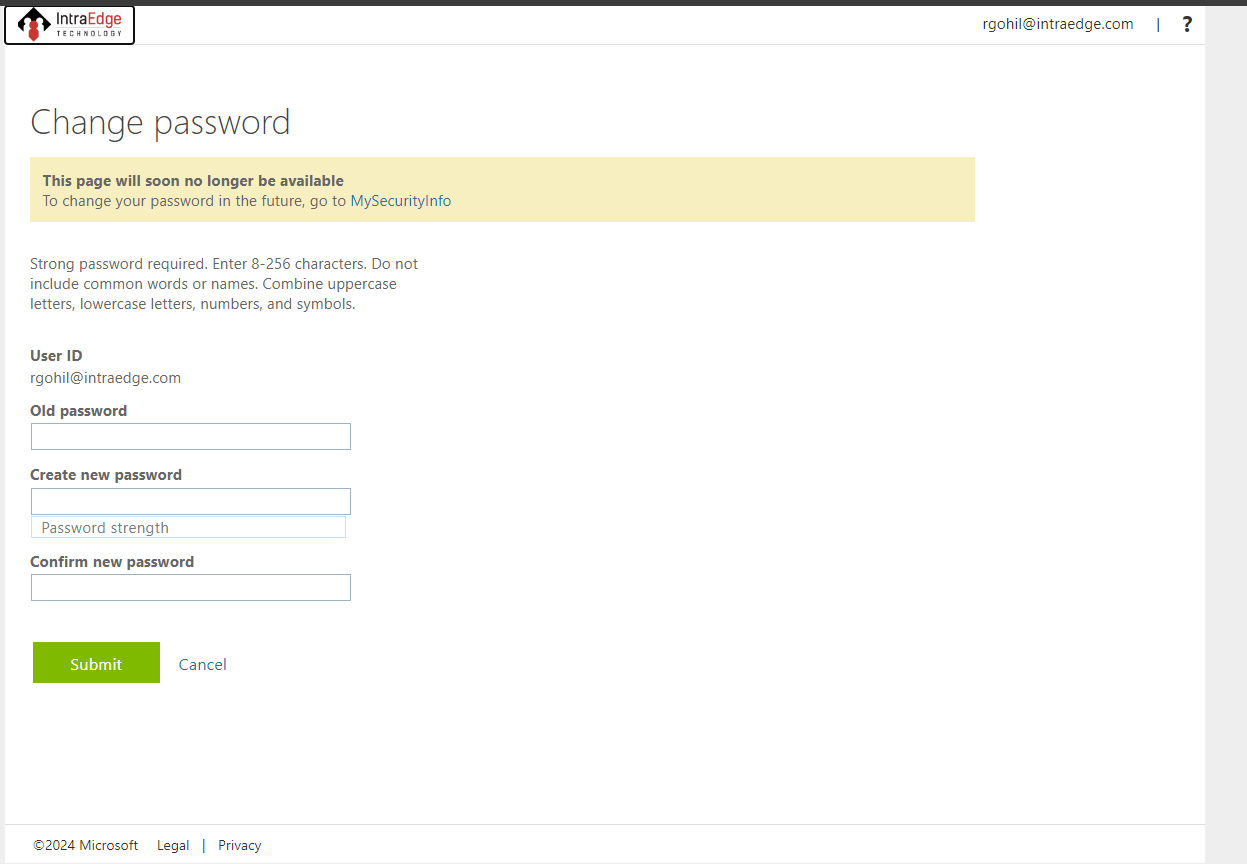 IntraEdge
TECHNOLOGY
rgohil@intraedge.com | ?
Change password
This page will soon no longer be available
To change your password in the future, go to MySecurityInfo
Strong password required. Enter 8-256 characters. Do not
include common words or names. Combine uppercase
letters, lowercase letters, numbers, and symbols.
User ID
rgohil@intraedge.com
Old password
Create new password
Password strength
Confirm new password
Submit Cancel
©2024 Microsoft Legal | Privacy